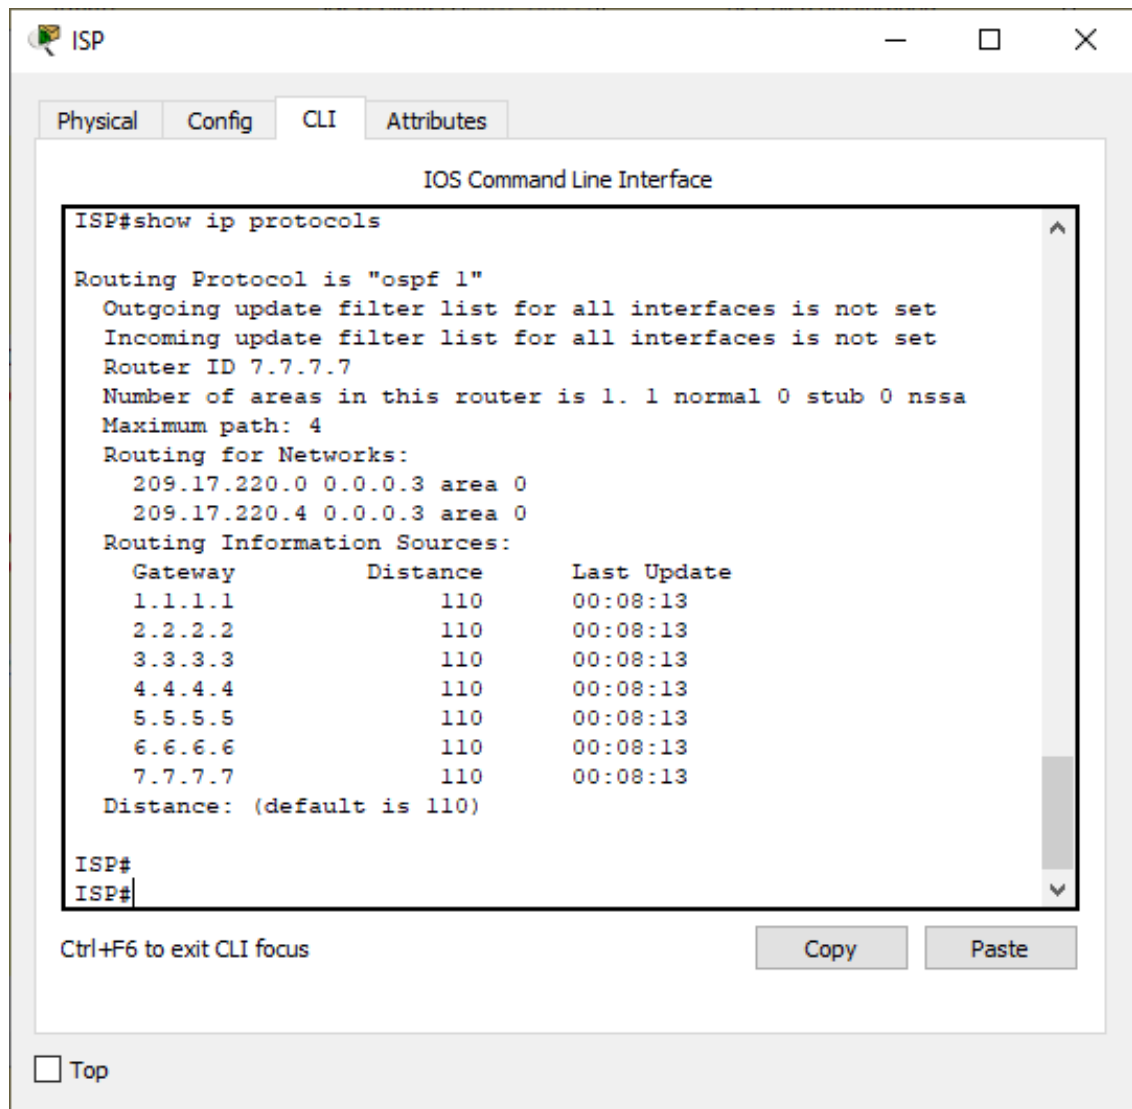 ISP
Physical Config CLI Attributes
IOS Command Line Interface
ISP#show ip protocols
Routing Protocol is "ospf 1"
Outgoing update filter list for all interfaces is not set
Incoming update filter list for all interfaces is not set
Router ID 7.7.7.7
Number of areas in this router is 1. 1 normal 0 stub 0 nssa
Maximum path: 4
Routing for Networks:
209.17.220.0 0.0.0.3 area 0
209.17.220.4 0.0.0.3 area 0
Routing Information Sources:
Gateway Distance Last Update
1.1.1.1 110 00:08:13
2.2.2.2 110 00:08:13
3.3.3.3 110 00:08:13
4.4.4.4 110 00:08:13
5.5.5.5 110 00:08:13
6.6.6.6 110 00:08:13
7.7.7.7 110 00:08:13
Distance: (default is 110)
ISP#
ISP#
Ctrl+F6 to exit CLI focus
Copy Paste
Top